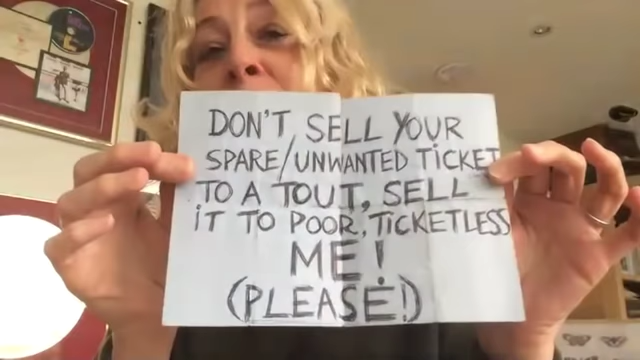 DON'T SELL YOUR
SPARE/UNWANTED TICKET
TO A TOUT, SELL
iT TO POOR, TiCKETLESS
ME!
(PLEASE!)